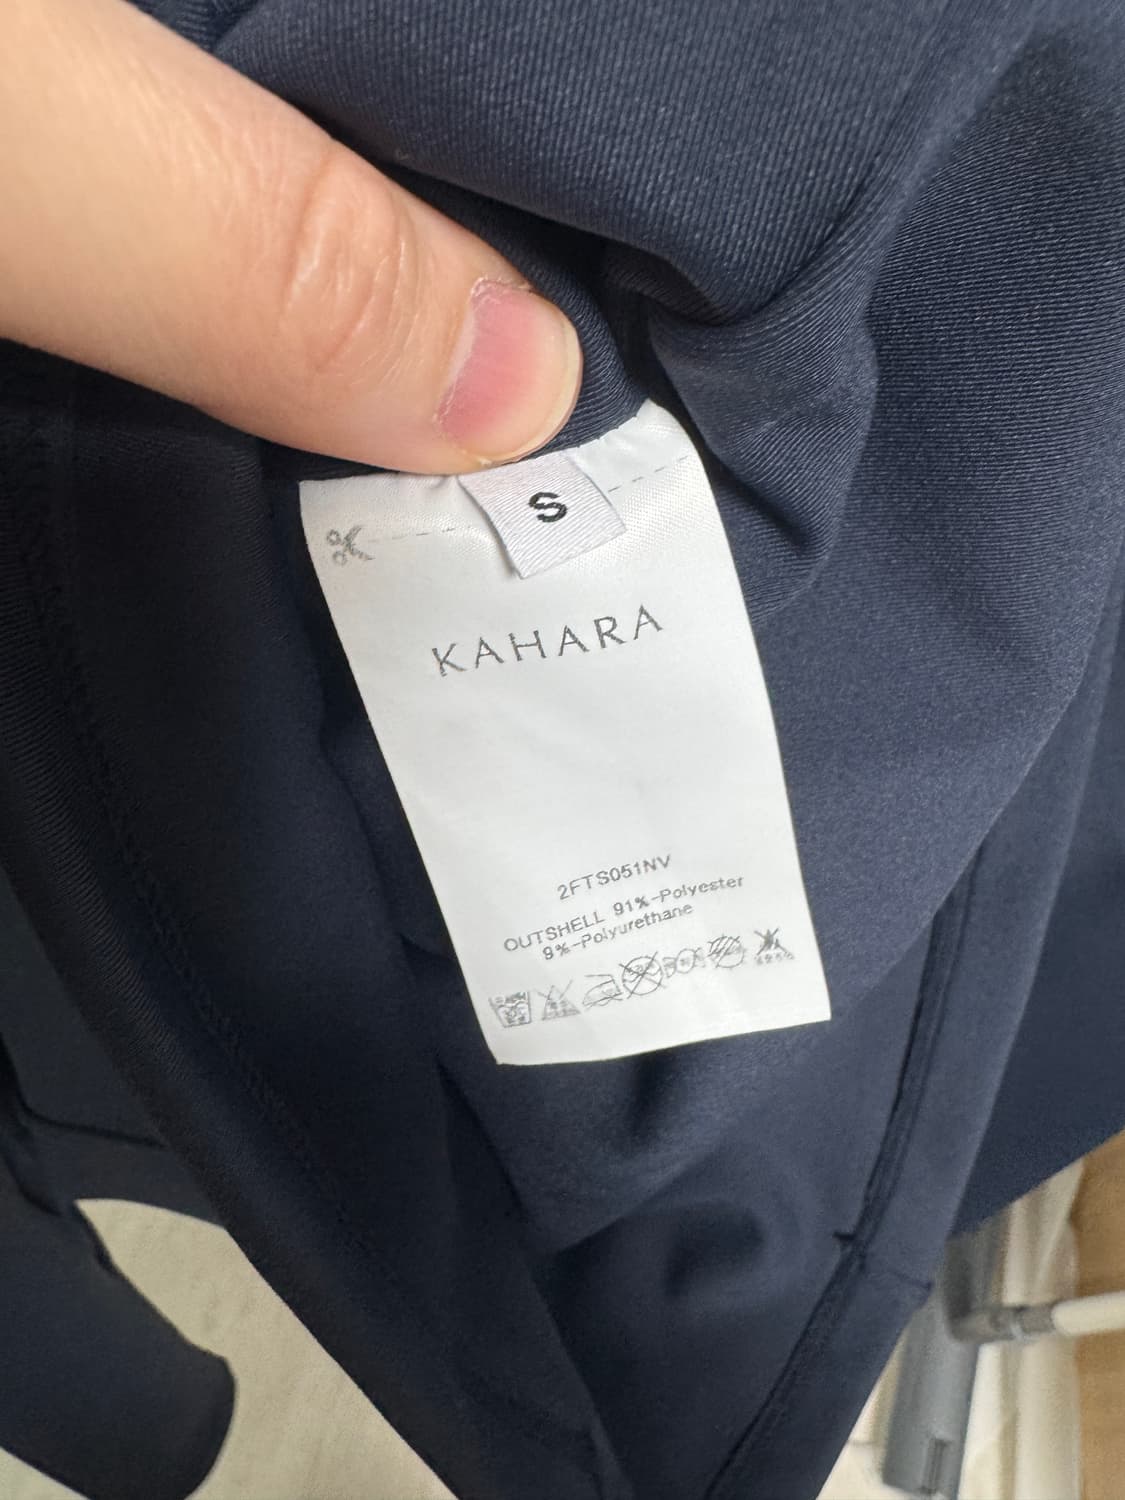 S
KAHARA
2FTS051NV
OUTSHELL 91%-Polyester
9%-Polyurethane